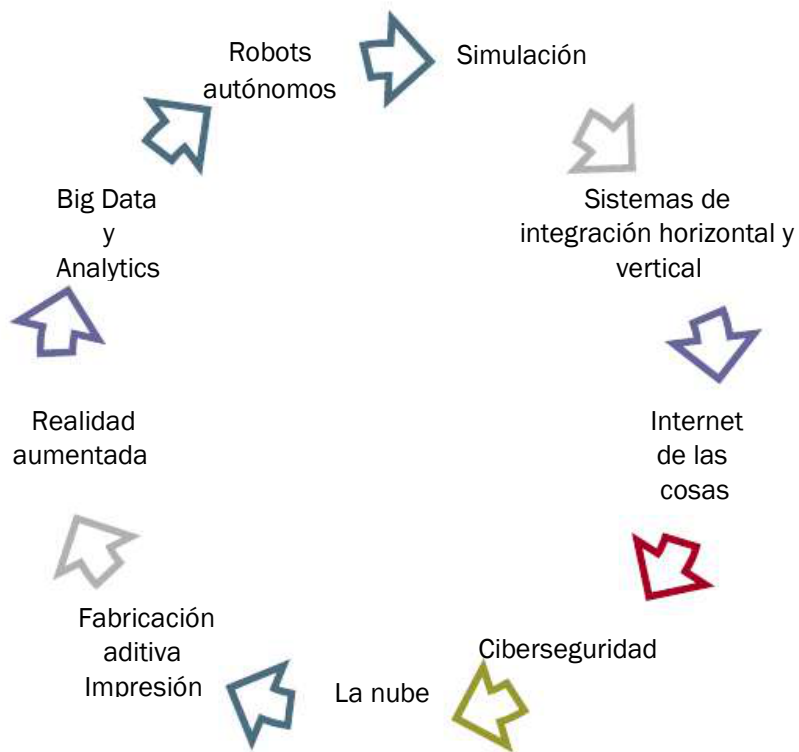 Robots
autónomos
Simulación
Sistemas de
integración horizontal y
vertical
Internet
de las
cosas
Ciberseguridad
La nube
Fabricación
aditiva
Impresión
Realidad
aumentada
Big Data
y
Analytics